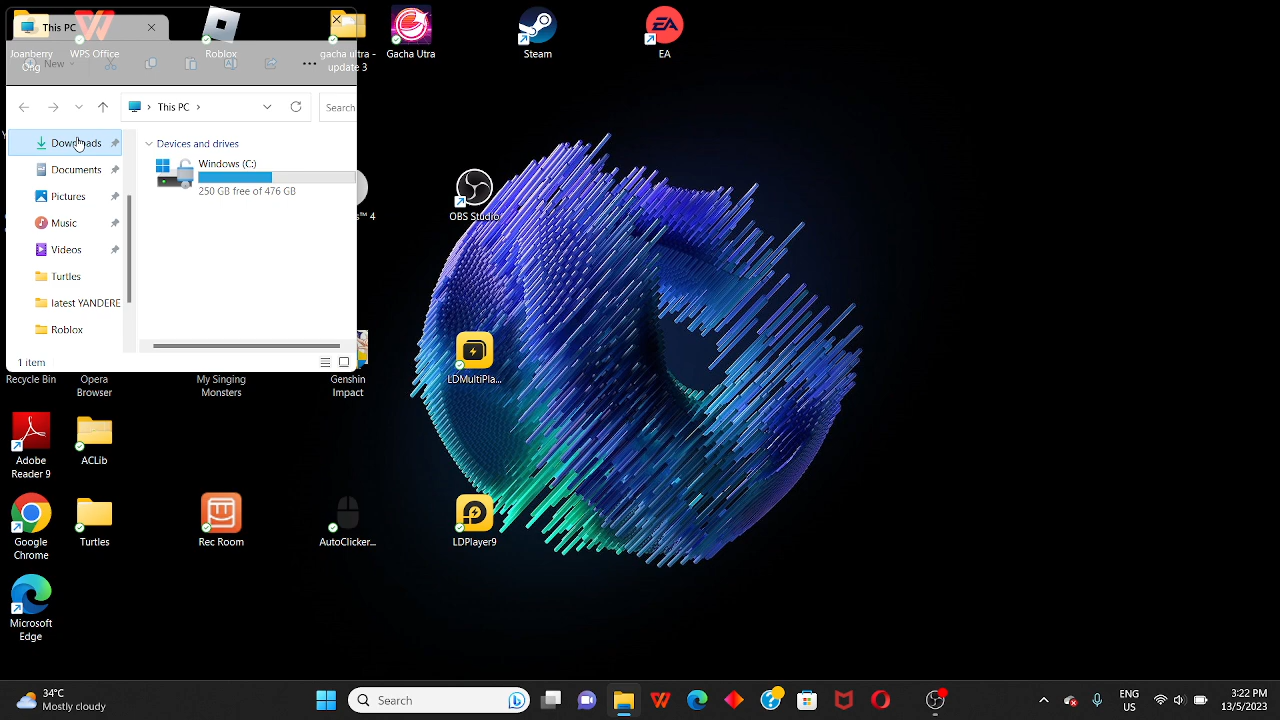 This PC
New
This PC
Search
Downloads
Documents
Pictures
Music
Videos
Turtles
latest YANDERE
Roblox
Devices and drives
Windows (C:)
250 GB free of 476 GB
1 item
Joanberry
Ong
WPS Office
Roblox
gacha ultra -
update 3
Gacha Utra
Steam
EA
OBS Studio
Recycle Bin
Opera
Browser
My Singing
Monsters
Genshin
Impact
LDMultiPla...
Adobe
Reader 9
ACLib
Google
Chrome
Turtles
Rec Room
AutoClicker...
LDPlayer9
Microsoft
Edge
34°C
Mostly cloudy
Search
ENG
US
3:22 PM
13/5/2023